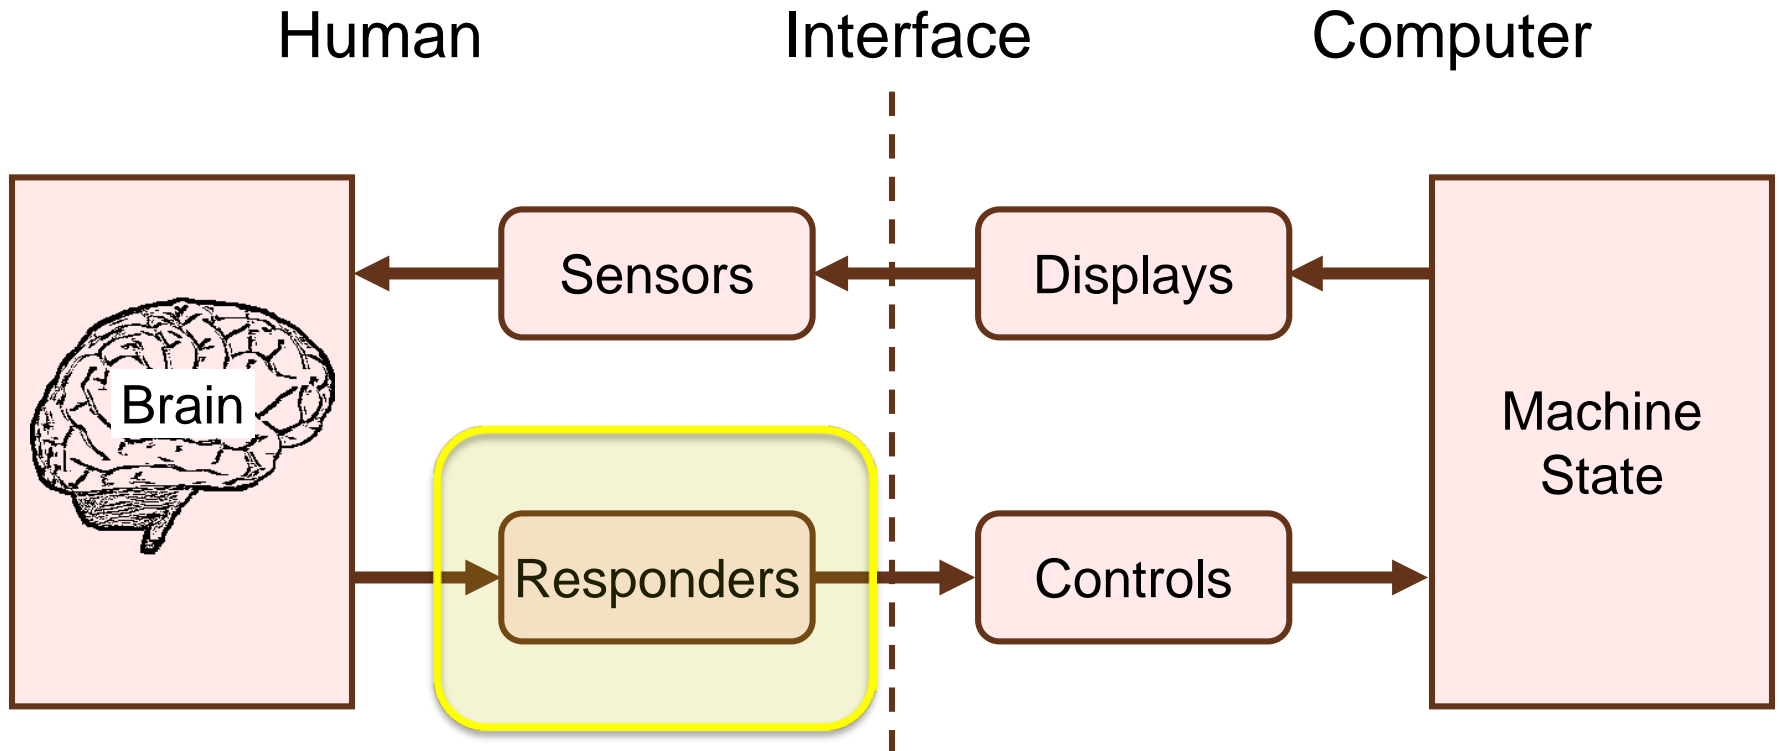 Human
Interface
Computer
Sensors
Displays
Brain
Machine
State
Responders
Controls